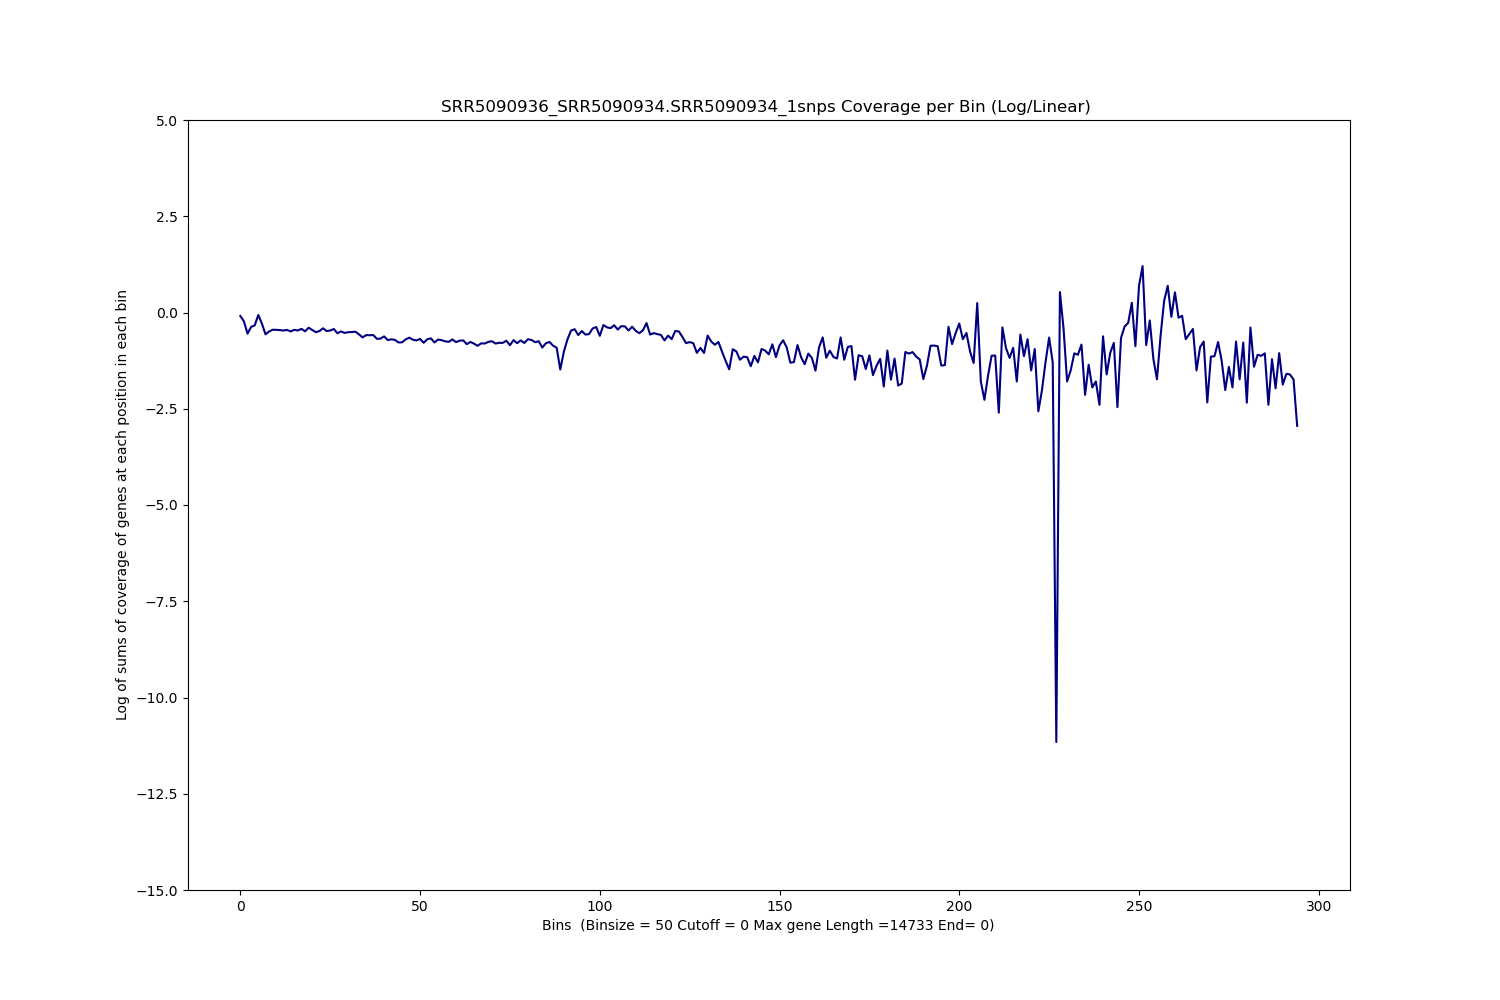 SRR5090936_SRR5090934.SRR5090934_1snps Coverage per Bin (Log/Linear)
5.0
2.5
0.0
−2.5
−5.0
−7.5
−10.0
−12.5
−15.0
Log of sums of coverage of genes at each position in each bin
0 50 100 150 200 250 300
Bins  (Binsize = 50 Cutoff = 0 Max gene Length =14733 End= 0)